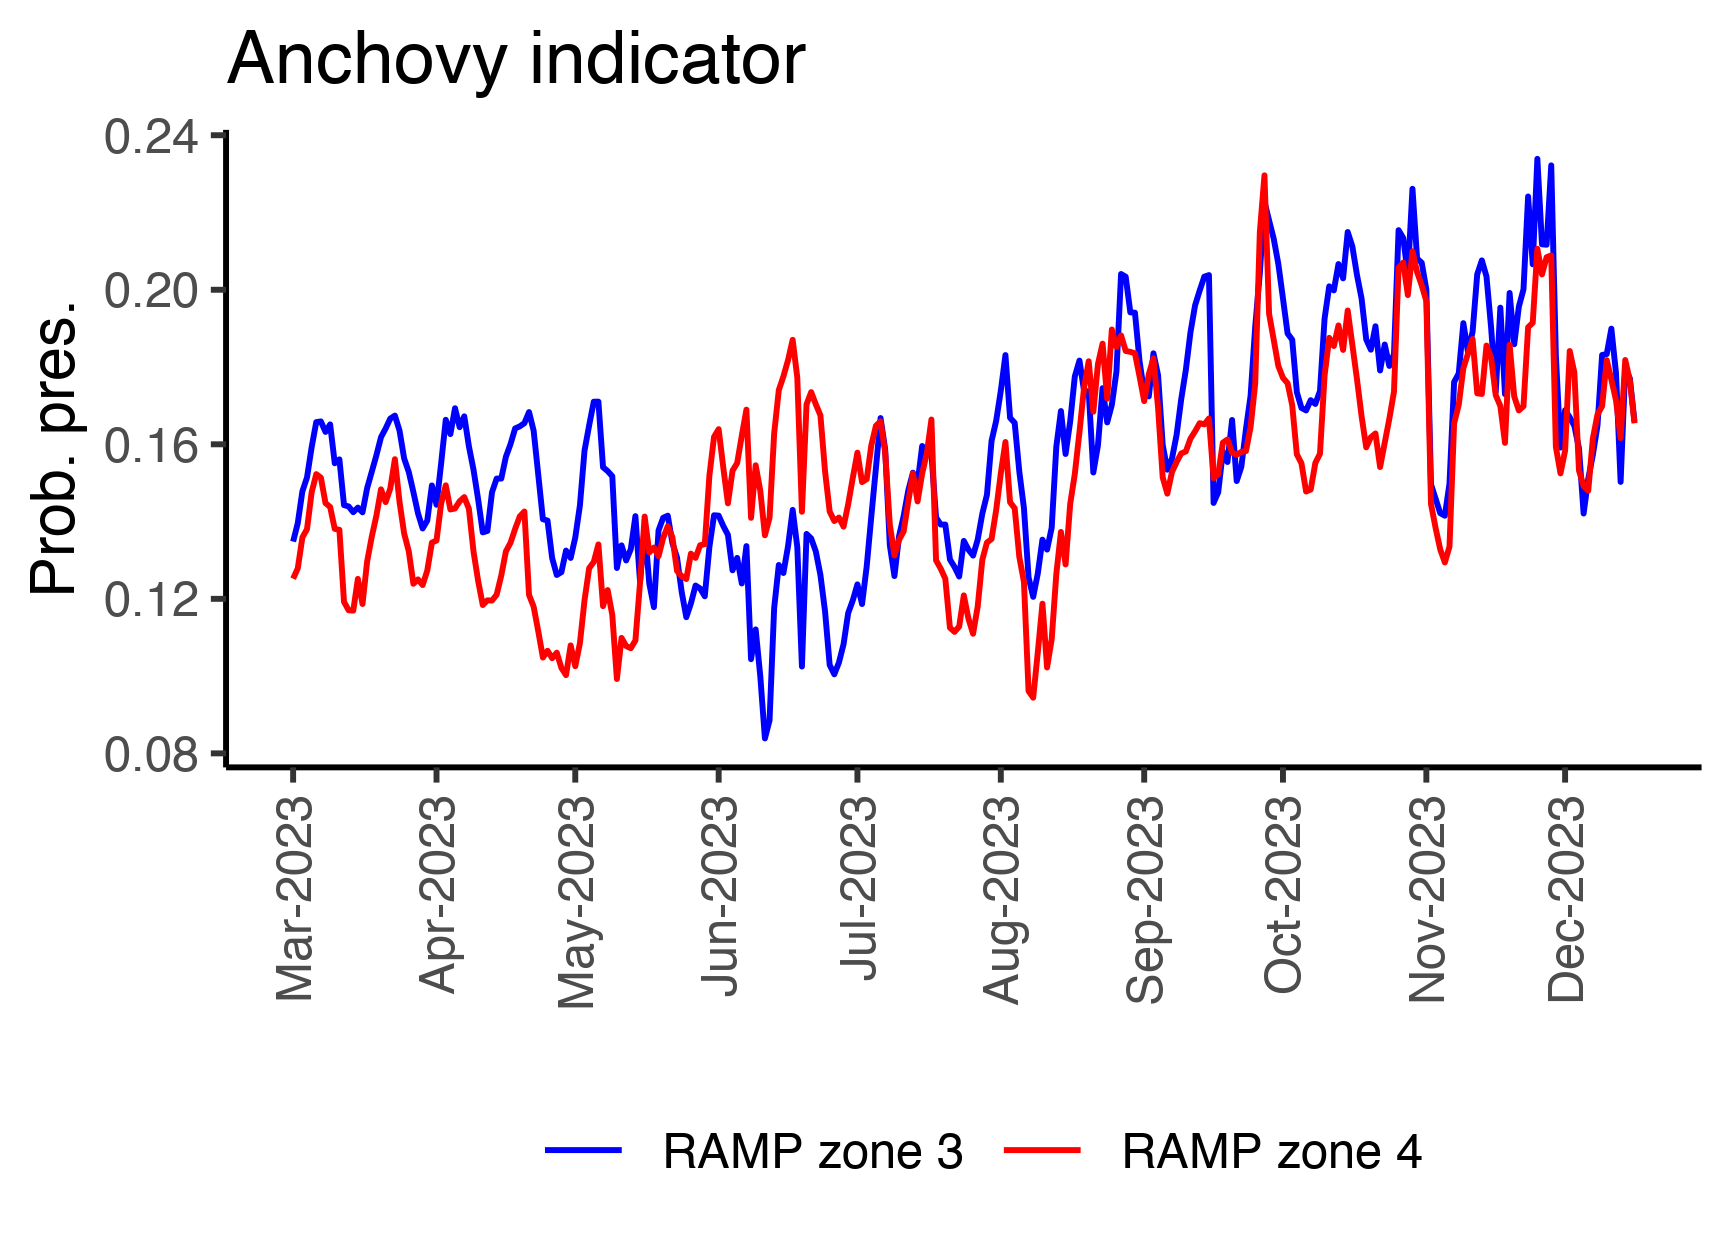 Anchovy indicator
Prob. pres.
0.24
0.20
0.16
0.12
0.08
Mar-2023
Apr-2023
May-2023
Jun-2023
Jul-2023
Aug-2023
Sep-2023
Oct-2023
Nov-2023
Dec-2023
RAMP zone 3
RAMP zone 4